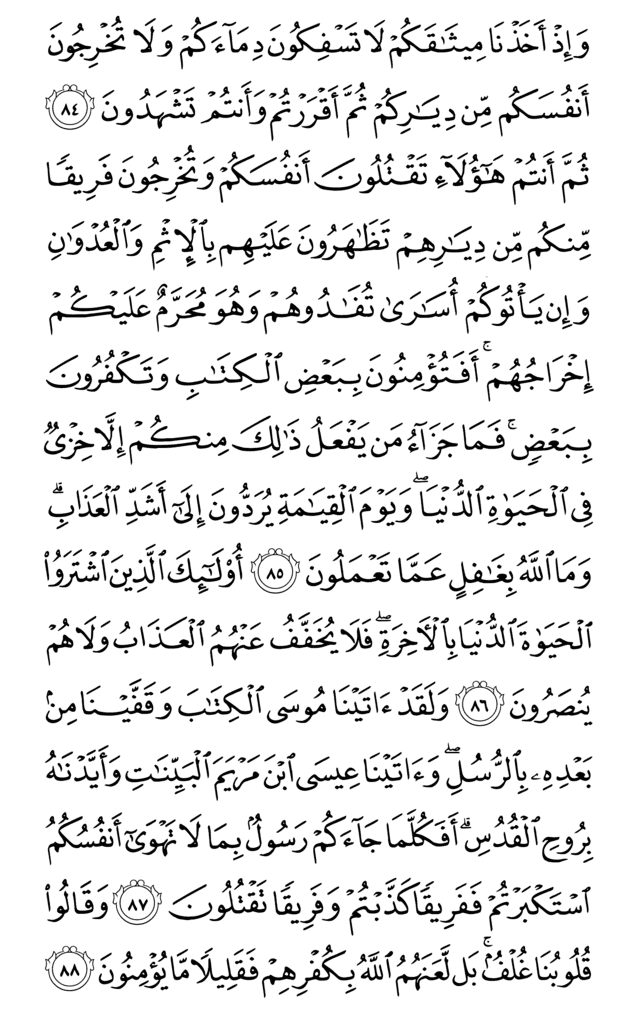 وَإِذْ أَخَذْنَا مِيثَـٰقَكُمْ لَا تَسْفِكُونَ دِمَآءَكُمْ وَلَا تُخْرِجُونَ
أَنفُسَكُم مِّن دِيَـٰرِكُمْ ثُمَّ أَقْرَرْتُمْ وَأَنتُمْ تَشْهَدُونَ ٨٤
ثُمَّ أَنتُمْ هَـٰٓؤُلَآءِ تَقْتُلُونَ أَنفُسَكُمْ وَتُخْرِجُونَ فَرِيقًا
مِّنكُم مِّن دِيَـٰرِهِمْ تَظَـٰهَرُونَ عَلَيْهِم بِٱلْإِثْمِ وَٱلْعُدْوَٰنِ
وَإِن يَأْتُوكُمْ أُسَـٰرَىٰ تُفَـٰدُوهُمْ وَهُوَ مُحَرَّمٌ عَلَيْكُمْ
إِخْرَاجُهُمْ ۚ أَفَتُؤْمِنُونَ بِبَعْضِ ٱلْكِتَـٰبِ وَتَكْفُرُونَ
بِبَعْضٍ ۚ فَمَا جَزَآءُ مَن يَفْعَلُ ذَٰلِكَ مِنكُمْ إِلَّا خِزْىٌ
فِى ٱلْحَيَوٰةِ ٱلدُّنْيَا ۖ وَيَوْمَ ٱلْقِيَـٰمَةِ يُرَدُّونَ إِلَىٰٓ أَشَدِّ ٱلْعَذَابِ ۗ
وَمَا ٱللَّهُ بِغَـٰفِلٍ عَمَّا تَعْمَلُونَ ٨٥ أُو۟لَـٰٓئِكَ ٱلَّذِينَ ٱشْتَرَوُا۟
ٱلْحَيَوٰةَ ٱلدُّنْيَا بِٱلْـَٔاخِرَةِ ۖ فَلَا يُخَفَّفُ عَنْهُمُ ٱلْعَذَابُ وَلَا هُمْ
يُنصَرُونَ ٨٦ وَلَقَدْ ءَاتَيْنَا مُوسَى ٱلْكِتَـٰبَ وَقَفَّيْنَا مِنۢ
بَعْدِهِۦ بِٱلرُّسُلِ ۖ وَءَاتَيْنَا عِيسَى ٱبْنَ مَرْيَمَ ٱلْبَيِّنَـٰتِ وَأَيَّدْنَـٰهُ
بِرُوحِ ٱلْقُدُسِ ۗ أَفَكُلَّمَا جَآءَكُمْ رَسُولٌۢ بِمَا لَا تَهْوَىٰٓ أَنفُسُكُمُ
ٱسْتَكْبَرْتُمْ فَفَرِيقًا كَذَّبْتُمْ وَفَرِيقًا تَقْتُلُونَ ٨٧ وَقَالُوا۟
قُلُوبُنَا غُلْفٌۢ ۚ بَل لَّعَنَهُمُ ٱللَّهُ بِكُفْرِهِمْ فَقَلِيلًا مَّا يُؤْمِنُونَ ٨٨